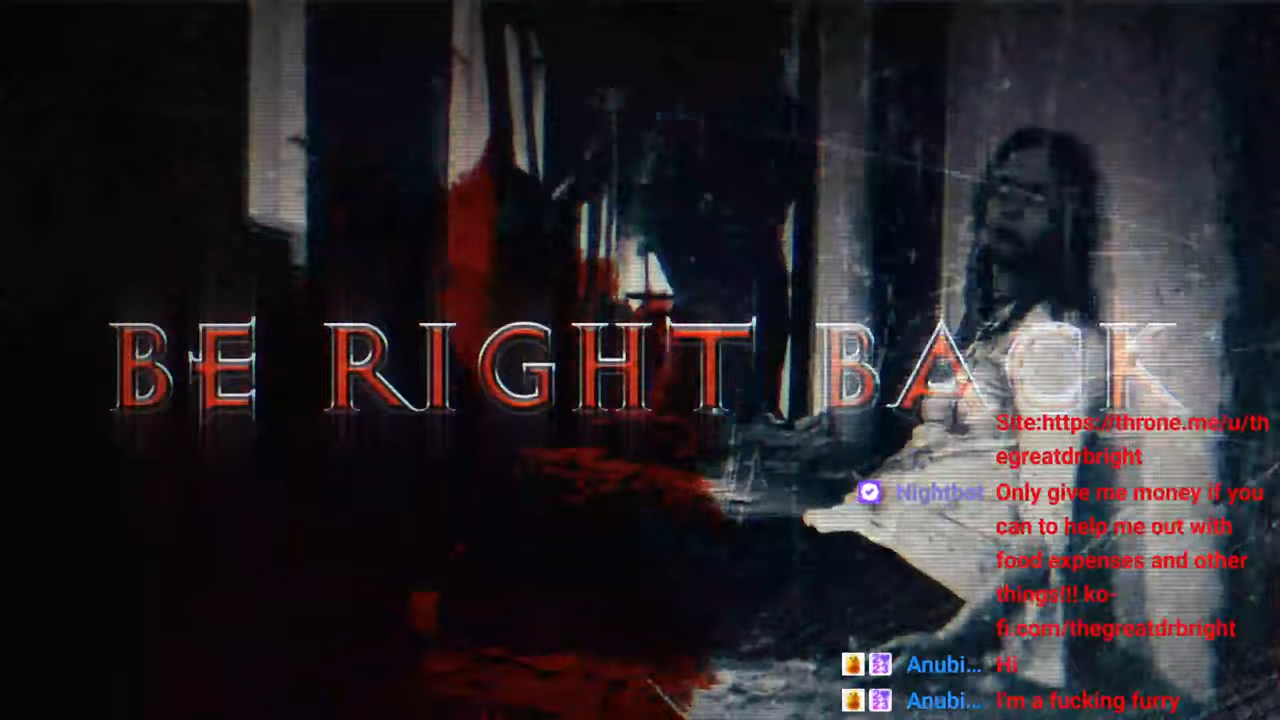 BE RIGHT BACK
Site:https://throne.me/u/th
egreatdrbright
Nightbot Only give me money if you
can to help me out with
food expenses and other
things!!! ko-
fi.com/thegreatdrbright
Anubi... Hi
Anubi... I'm a fucking furry